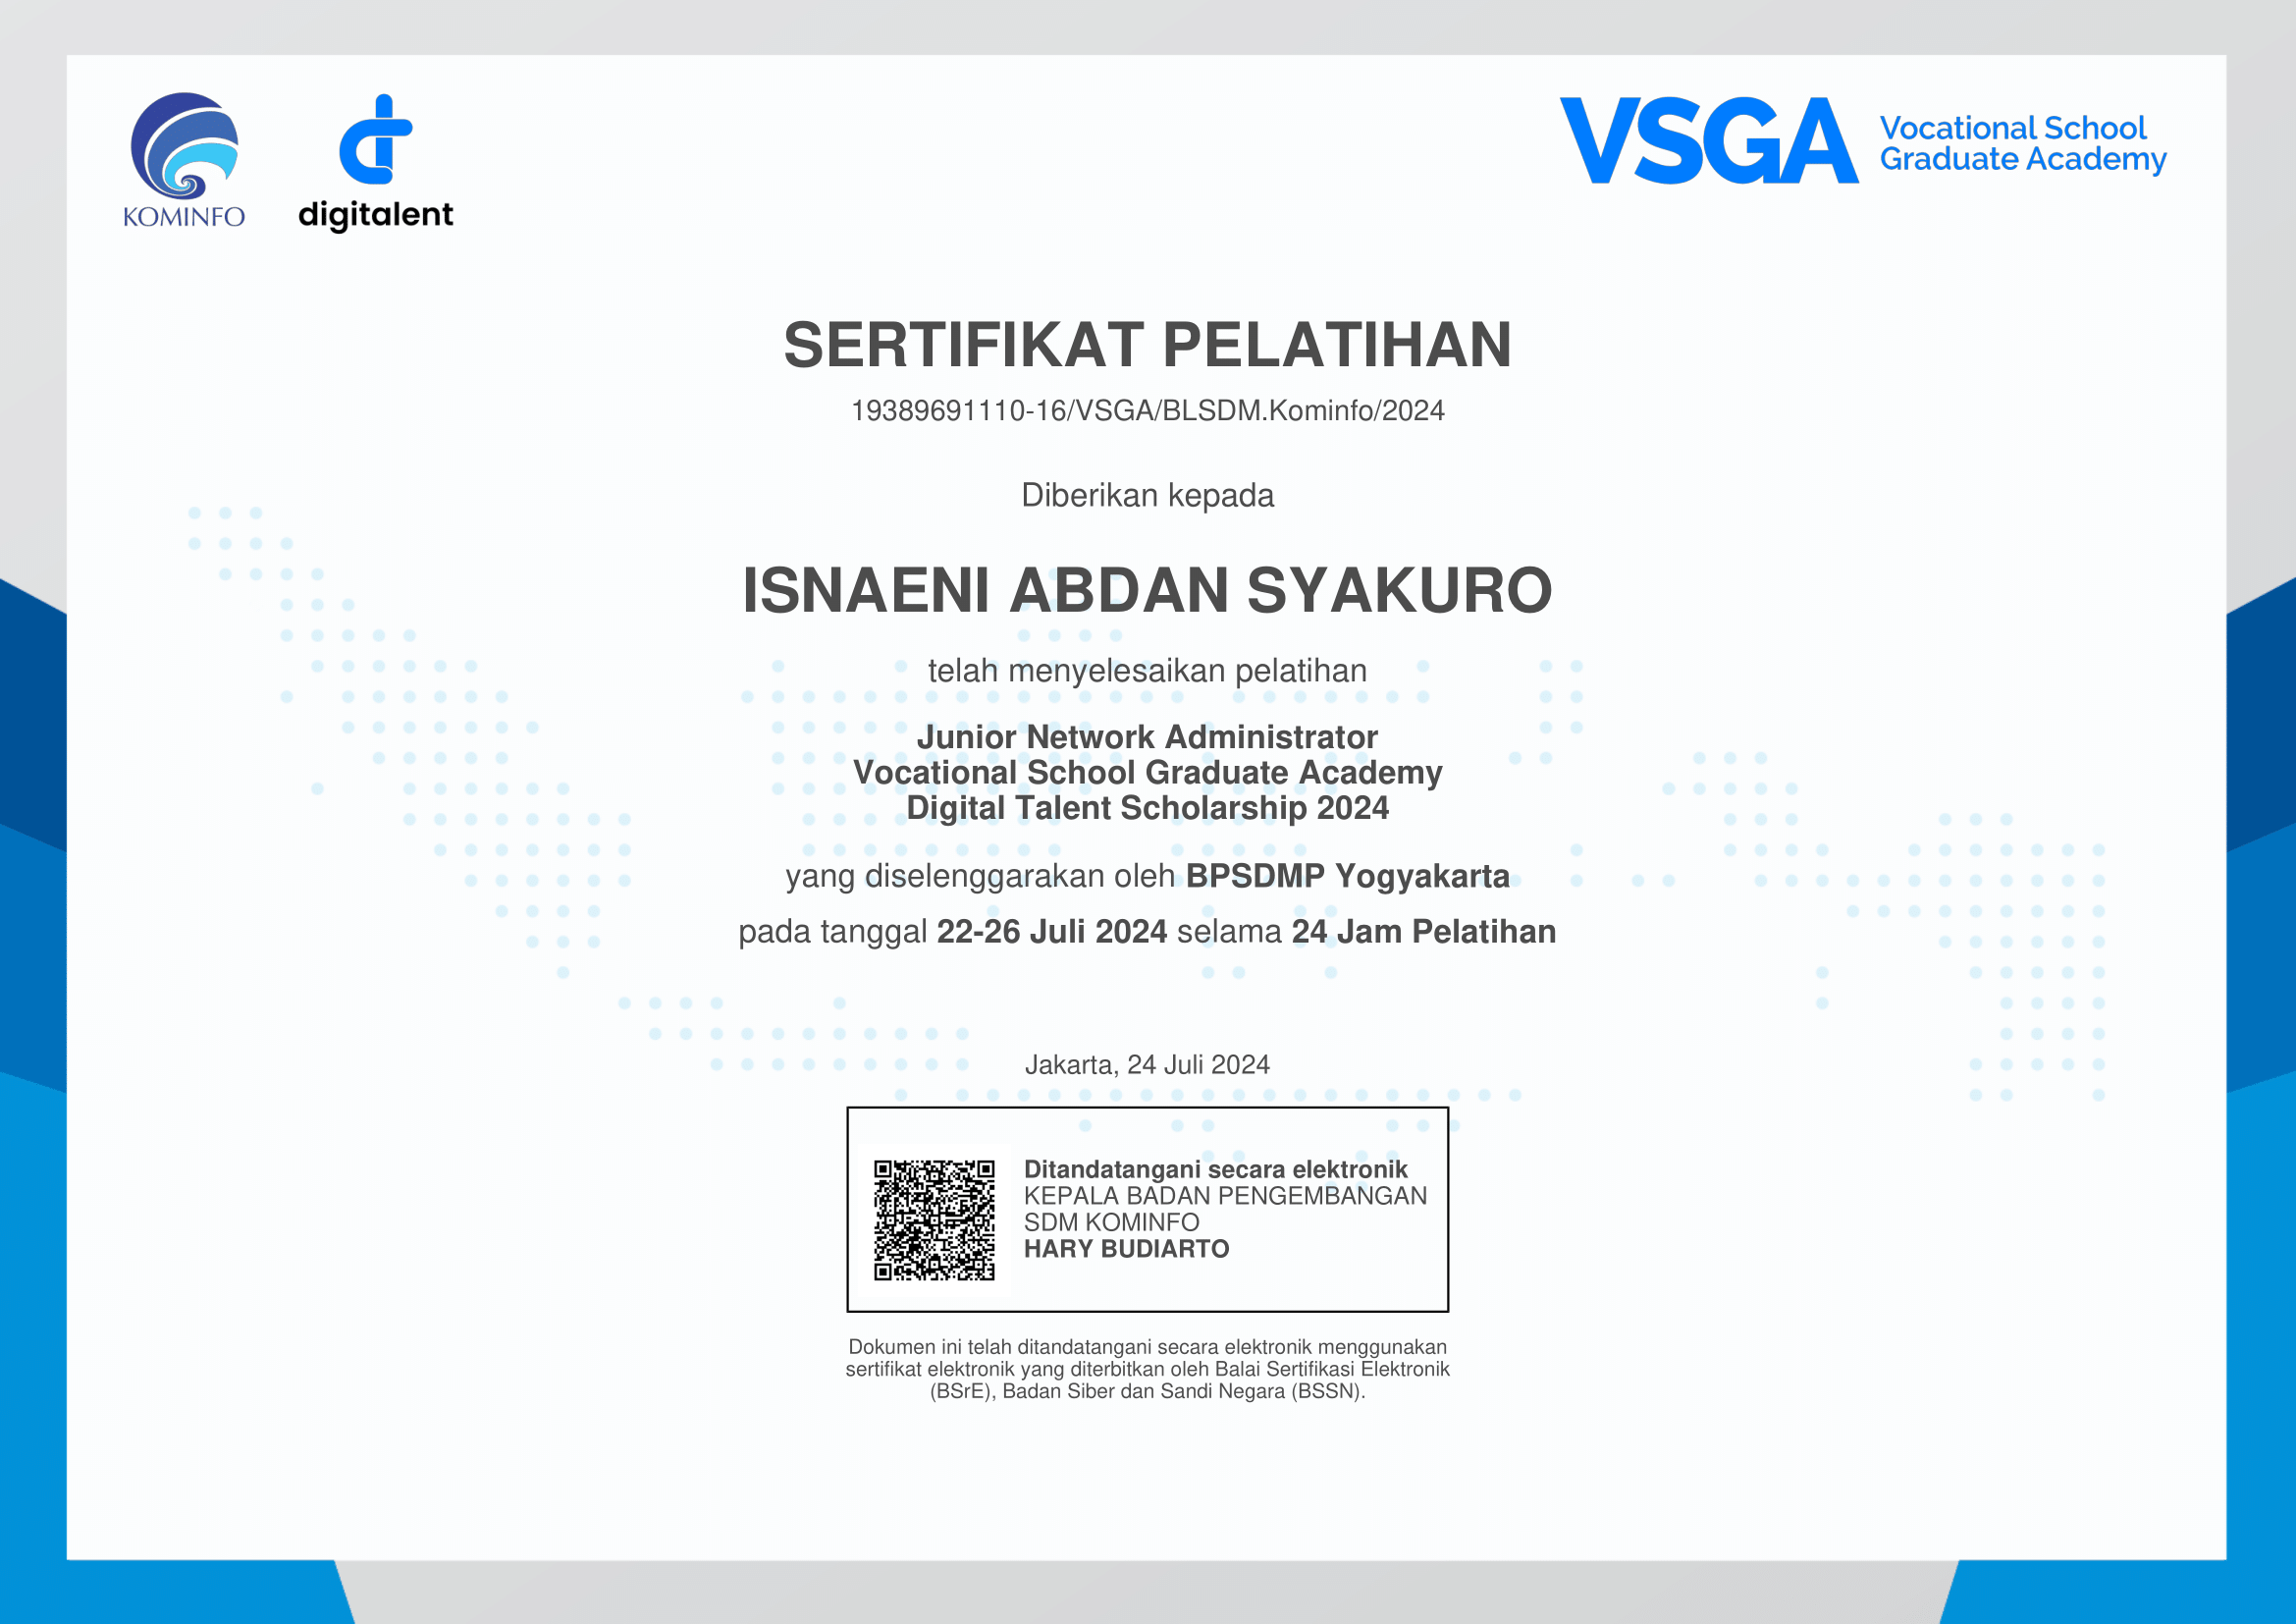 KOMINFO
digitalent
VSGA
Vocational School
Graduate Academy
SERTIFIKAT PELATIHAN
19389691110-16/VSGA/BLSDM.Kominfo/2024
Diberikan kepada
ISNAENI ABDAN SYAKURO
telah menyelesaikan pelatihan
Junior Network Administrator
Vocational School Graduate Academy
Digital Talent Scholarship 2024
yang diselenggarakan oleh BPSDMP Yogyakarta
pada tanggal 22-26 Juli 2024 selama 24 Jam Pelatihan
Jakarta, 24 Juli 2024
Ditandatangani secara elektronik
KEPALA BADAN PENGEMBANGAN
SDM KOMINFO
HARY BUDIARTO
Dokumen ini telah ditandatangani secara elektronik menggunakan
sertifikat elektronik yang diterbitkan oleh Balai Sertifikasi Elektronik
(BSrE), Badan Siber dan Sandi Negara (BSSN).